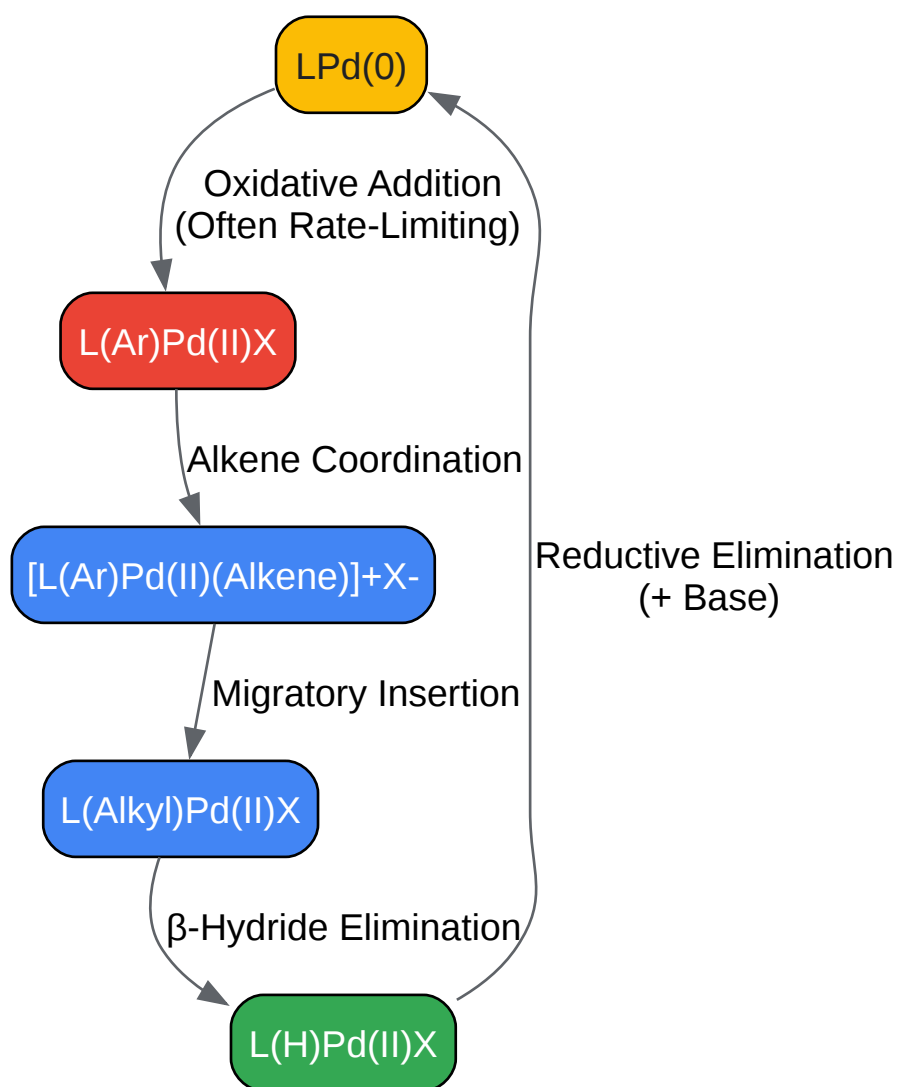 LPd(0)
Oxidative Addition
(Often Rate-Limiting)
L(Ar)Pd(II)X
Alkene Coordination
[L(Ar)Pd(II)(Alkene)]+X-
Reductive Elimination
(+ Base)
Migratory Insertion
L(Alkyl)Pd(II)X
β-Hydride Elimination
L(H)Pd(II)X